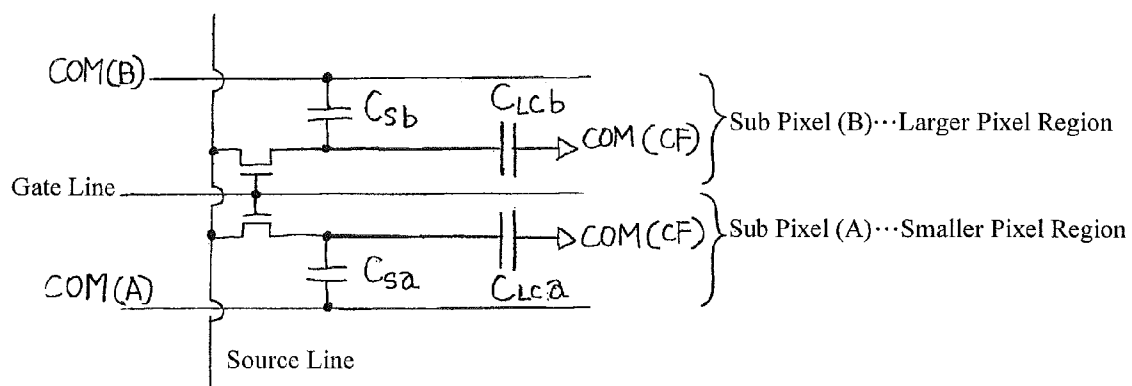 COM(B)
CSb
CLCb
COM(CF)
Sub Pixel (B)···Larger Pixel Region
Gate Line
COM(CF)
Sub Pixel (A)···Smaller Pixel Region
CSa
CLCa
COM(A)
Source Line